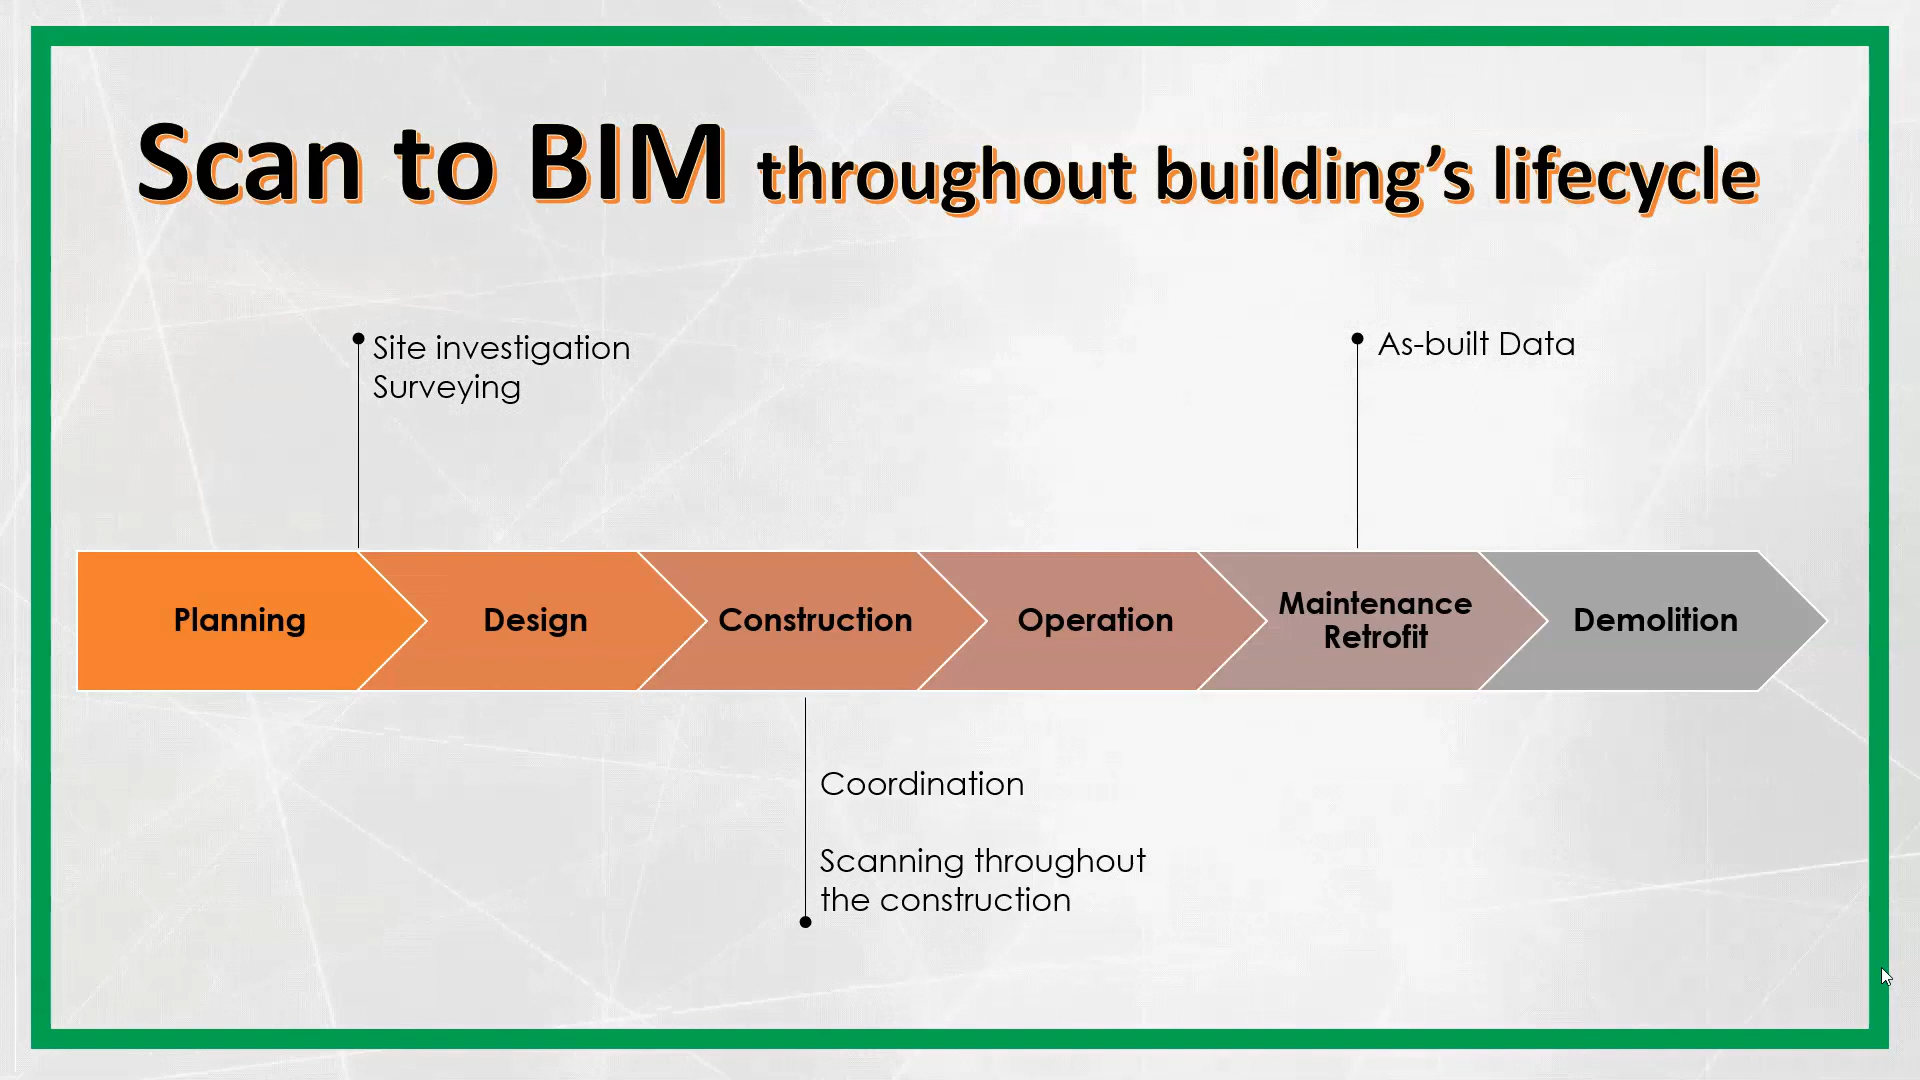 Scan to BIM throughout building’s lifecycle
Site investigation
Surveying
As-built Data
Planning
Design
Construction
Operation
Maintenance
Retrofit
Demolition
Coordination
Scanning throughout
the construction